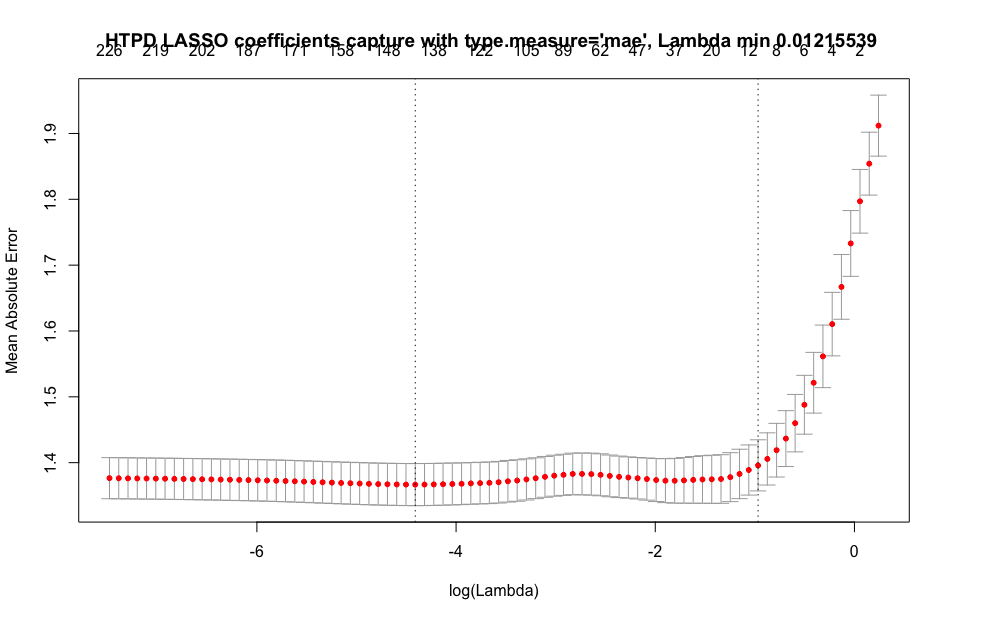 HTPD LASSO coefficients capture with type.measure='mae', Lambda min 0.01215539
226 219 202 187 171 158 148 138 122 105 89 62 47 37 20 12 8 6 4 2
1.9
1.8
1.7
1.6
1.5
1.4
Mean Absolute Error
-6 -4 -2 0
log(Lambda)